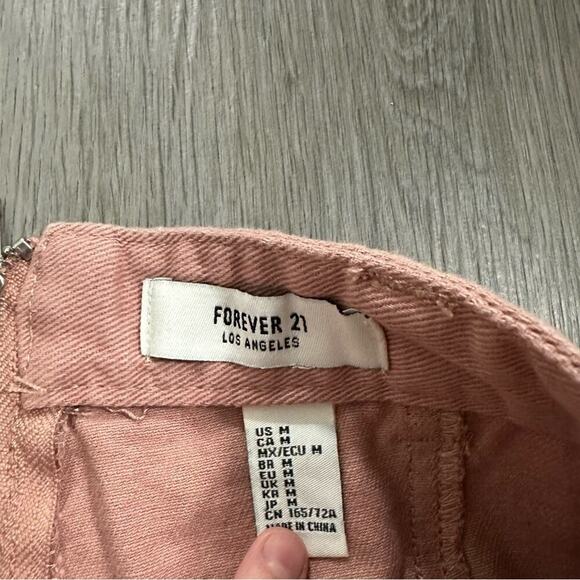 FOREVER 21
LOS ANGELES
US M
CA M
MX/ECU M
BR M
EU M
UK M
KR M
JP M
CN 165/72A
MADE IN CHINA